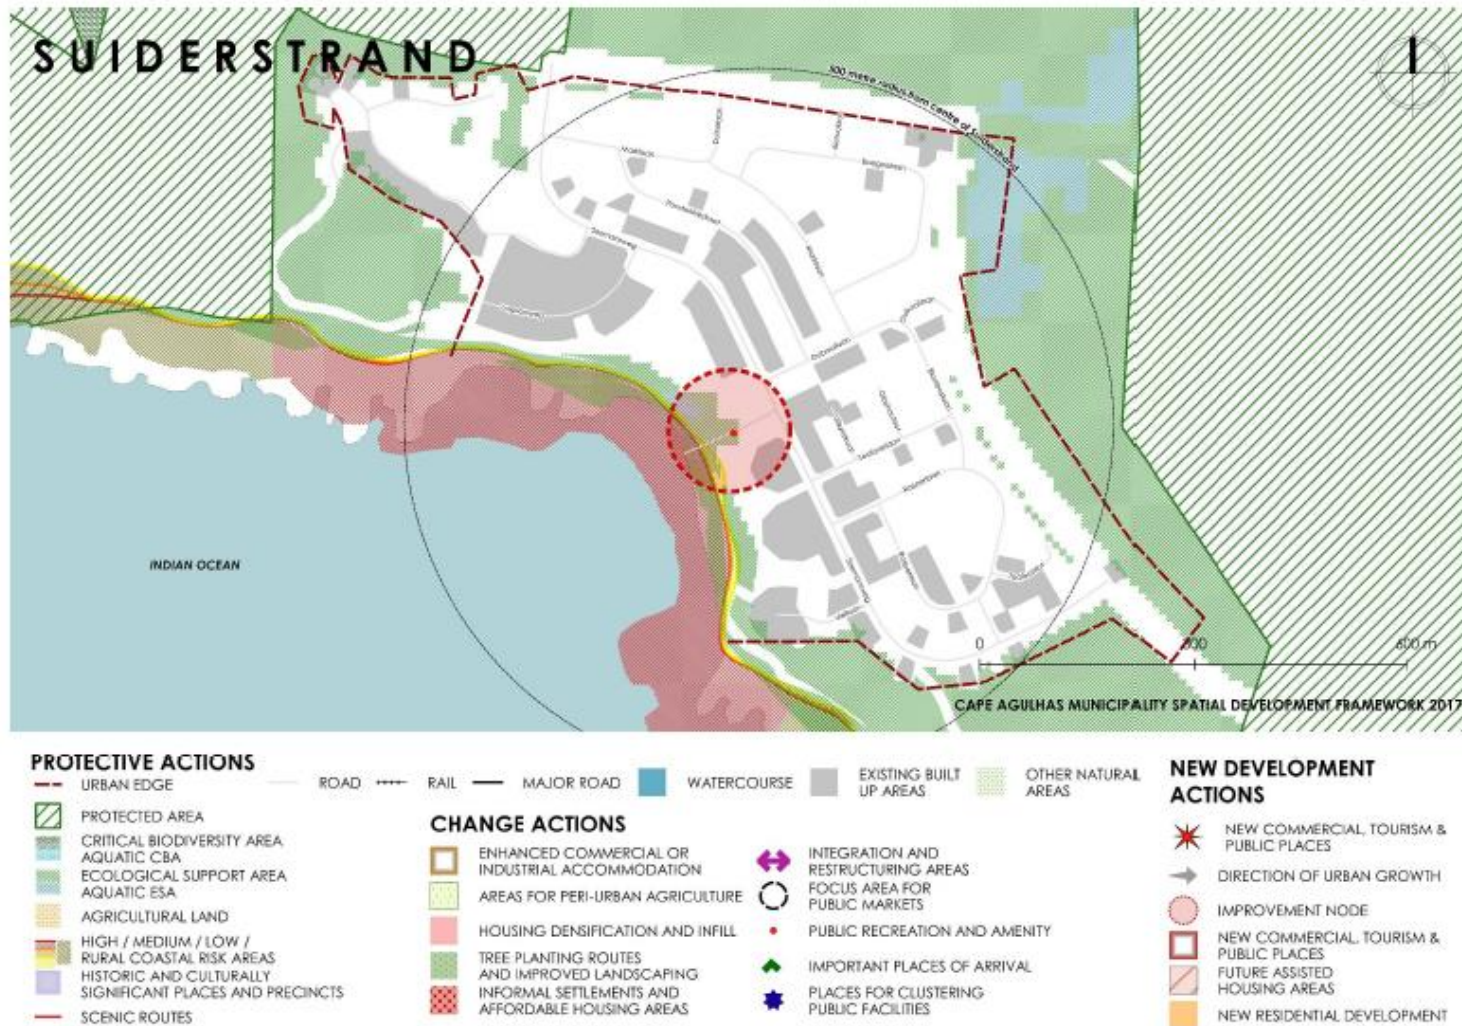 SUIDERSTRAND
500 metre radius from centre of Suiderstrand
INDIAN OCEAN
0
600 m
CAPE AGULHAS MUNICIPALITY SPATIAL DEVELOPMENT FRAMEWORK 2017
PROTECTIVE ACTIONS
URBAN EDGE
ROAD
RAIL
MAJOR ROAD
WATERCOURSE
EXISTING BUILT
UP AREAS
OTHER NATURAL
AREAS
PROTECTED AREA
CRITICAL BIODIVERSITY AREA
AQUATIC CBA
ECOLOGICAL SUPPORT AREA
AQUATIC ESA
AGRICULTURAL LAND
HIGH / MEDIUM / LOW /
RURAL COASTAL RISK AREAS
HISTORIC AND CULTURALLY
SIGNIFICANT PLACES AND PRECINCTS
SCENIC ROUTES
CHANGE ACTIONS
ENHANCED COMMERCIAL OR
INDUSTRIAL ACCOMMODATION
AREAS FOR PERI-URBAN AGRICULTURE
HOUSING DENSIFICATION AND INFILL
TREE PLANTING ROUTES
AND IMPROVED LANDSCAPING
INFORMAL SETTLEMENTS AND
AFFORDABLE HOUSING AREAS
INTEGRATION AND
RESTRUCTURING AREAS
FOCUS AREA FOR
PUBLIC MARKETS
PUBLIC RECREATION AND AMENITY
IMPORTANT PLACES OF ARRIVAL
PLACES FOR CLUSTERING
PUBLIC FACILITIES
NEW DEVELOPMENT
ACTIONS
NEW COMMERCIAL, TOURISM &
PUBLIC PLACES
DIRECTION OF URBAN GROWTH
IMPROVEMENT NODE
NEW COMMERCIAL, TOURISM &
PUBLIC PLACES
FUTURE ASSISTED
HOUSING AREAS
NEW RESIDENTIAL DEVELOPMENT